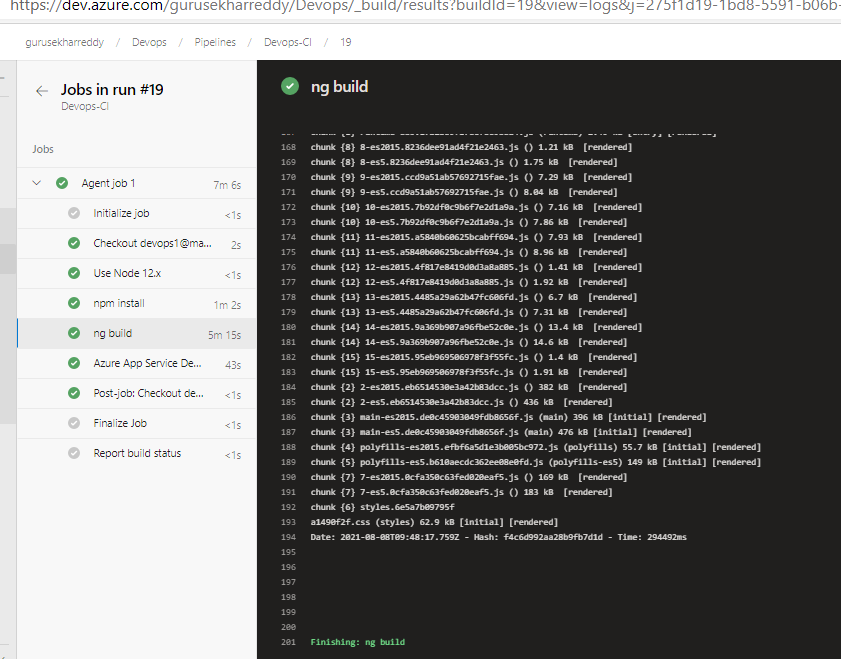 https://dev.azure.com/gurusekharreddy/Devops/_build/results?buildId=19&view=logs&j=275f1d19-1bd8-5591-b06b-
gurusekharreddy / Devops / Pipelines / Devops-CI / 19
Jobs in run #19
Devops-CI
Jobs
Agent job 1 7m 6s
Initialize job <1s
Checkout devops1@ma... 2s
Use Node 12.x <1s
npm install 1m 2s
ng build 5m 15s
Azure App Service De... 43s
Post-job: Checkout de... <1s
Finalize Job <1s
Report build status <1s
ng build
168 chunk {8} 8-es2015.8236dee91ad4f21e2463.js () 1.21 kB [rendered]
169 chunk {8} 8-es5.8236dee91ad4f21e2463.js () 1.75 kB [rendered]
170 chunk {9} 9-es2015.ccd9a51ab57692715fae.js () 7.29 kB [rendered]
171 chunk {9} 9-es5.ccd9a51ab57692715fae.js () 8.04 kB [rendered]
172 chunk {10} 10-es2015.7b92df0c9b6f7e2d1a9a.js () 7.16 kB [rendered]
173 chunk {10} 10-es5.7b92df0c9b6f7e2d1a9a.js () 7.86 kB [rendered]
174 chunk {11} 11-es2015.a5840b60625bcabff694.js () 7.93 kB [rendered]
175 chunk {11} 11-es5.a5840b60625bcabff694.js () 8.96 kB [rendered]
176 chunk {12} 12-es2015.4f817e8419d0d3a8a885.js () 1.41 kB [rendered]
177 chunk {12} 12-es5.4f817e8419d0d3a8a885.js () 1.92 kB [rendered]
178 chunk {13} 13-es2015.4485a29a62b47fc606fd.js () 6.7 kB [rendered]
179 chunk {13} 13-es5.4485a29a62b47fc606fd.js () 7.31 kB [rendered]
180 chunk {14} 14-es2015.9a369b907a96fbe52c0e.js () 13.4 kB [rendered]
181 chunk {14} 14-es5.9a369b907a96fbe52c0e.js () 14.6 kB [rendered]
182 chunk {15} 15-es2015.95eb969506978f3f55fc.js () 1.4 kB [rendered]
183 chunk {15} 15-es5.95eb969506978f3f55fc.js () 1.91 kB [rendered]
184 chunk {2} 2-es2015.eb6514530e3a42b83dcc.js () 382 kB [rendered]
185 chunk {2} 2-es5.eb6514530e3a42b83dcc.js () 436 kB [rendered]
186 chunk {3} main-es2015.de0c45903049fdb8656f.js (main) 396 kB [initial] [rendered]
187 chunk {3} main-es5.de0c45903049fdb8656f.js (main) 476 kB [initial] [rendered]
188 chunk {4} polyfills-es2015.efbf6a5d1e3b005bc972.js (polyfills) 55.7 kB [initial] [rendered]
189 chunk {5} polyfills-es5.b610aecdc362ee08e0fd.js (polyfills-es5) 149 kB [initial] [rendered]
190 chunk {7} 7-es2015.0cfa350c63fed020eaf5.js () 169 kB [rendered]
191 chunk {7} 7-es5.0cfa350c63fed020eaf5.js () 183 kB [rendered]
192 chunk {6} styles.6e5a7b09795f
193 a1490f2f.css (styles) 62.9 kB [initial] [rendered]
194 Date: 2021-08-08T09:48:17.759Z - Hash: f4c6d992aa28b9fb7d1d - Time: 294492ms
195
196
197
198
199
200
201 Finishing: ng build